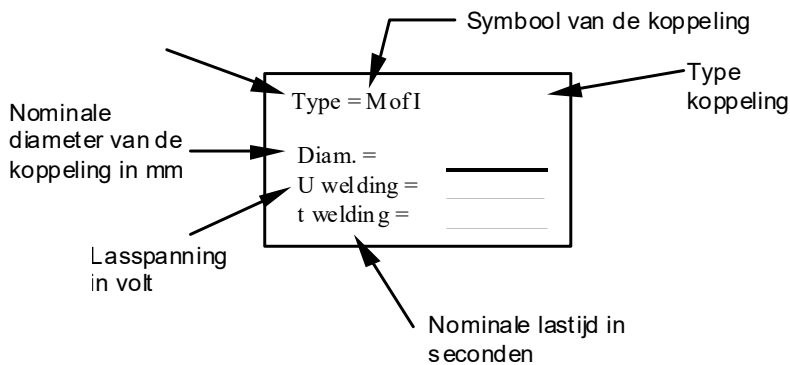 Symbool van de koppeling
Type
koppeling
Type = M of I
Nominale
diameter van de
koppeling in mm
Diam. =
U welding =
t welding =
Lasspanning
in volt
Nominale lastijd in
seconden